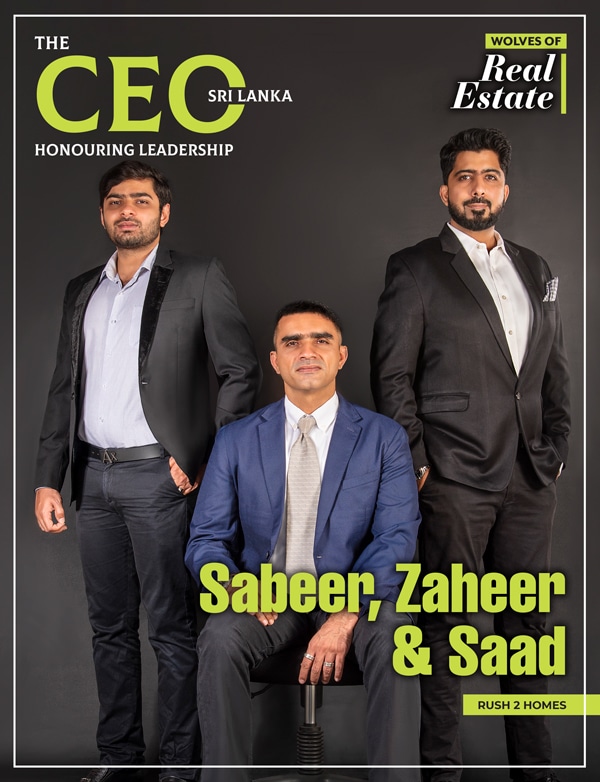 THE
CEO
SRI LANKA
HONOURING LEADERSHIP
WOLVES OF
Real
Estate
Sabeer, Zaheer
& Saad
RUSH 2 HOMES